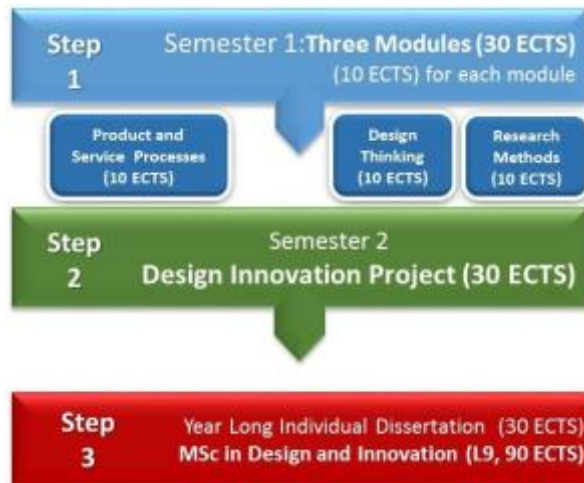 Step
1
Semester 1:Three Modules (30 ECTS)
(10 ECTS) for each module
Product and
Service Processes
(10 ECTS)
Design
Thinking
(10 ECTS)
Research
Methods
(10 ECTS)
Step
2
Semester 2
Design Innovation Project (30 ECTS)
Step
3
Year Long Individual Dissertation (30 ECTS)
MSc in Design and Innovation (L9, 90 ECTS)